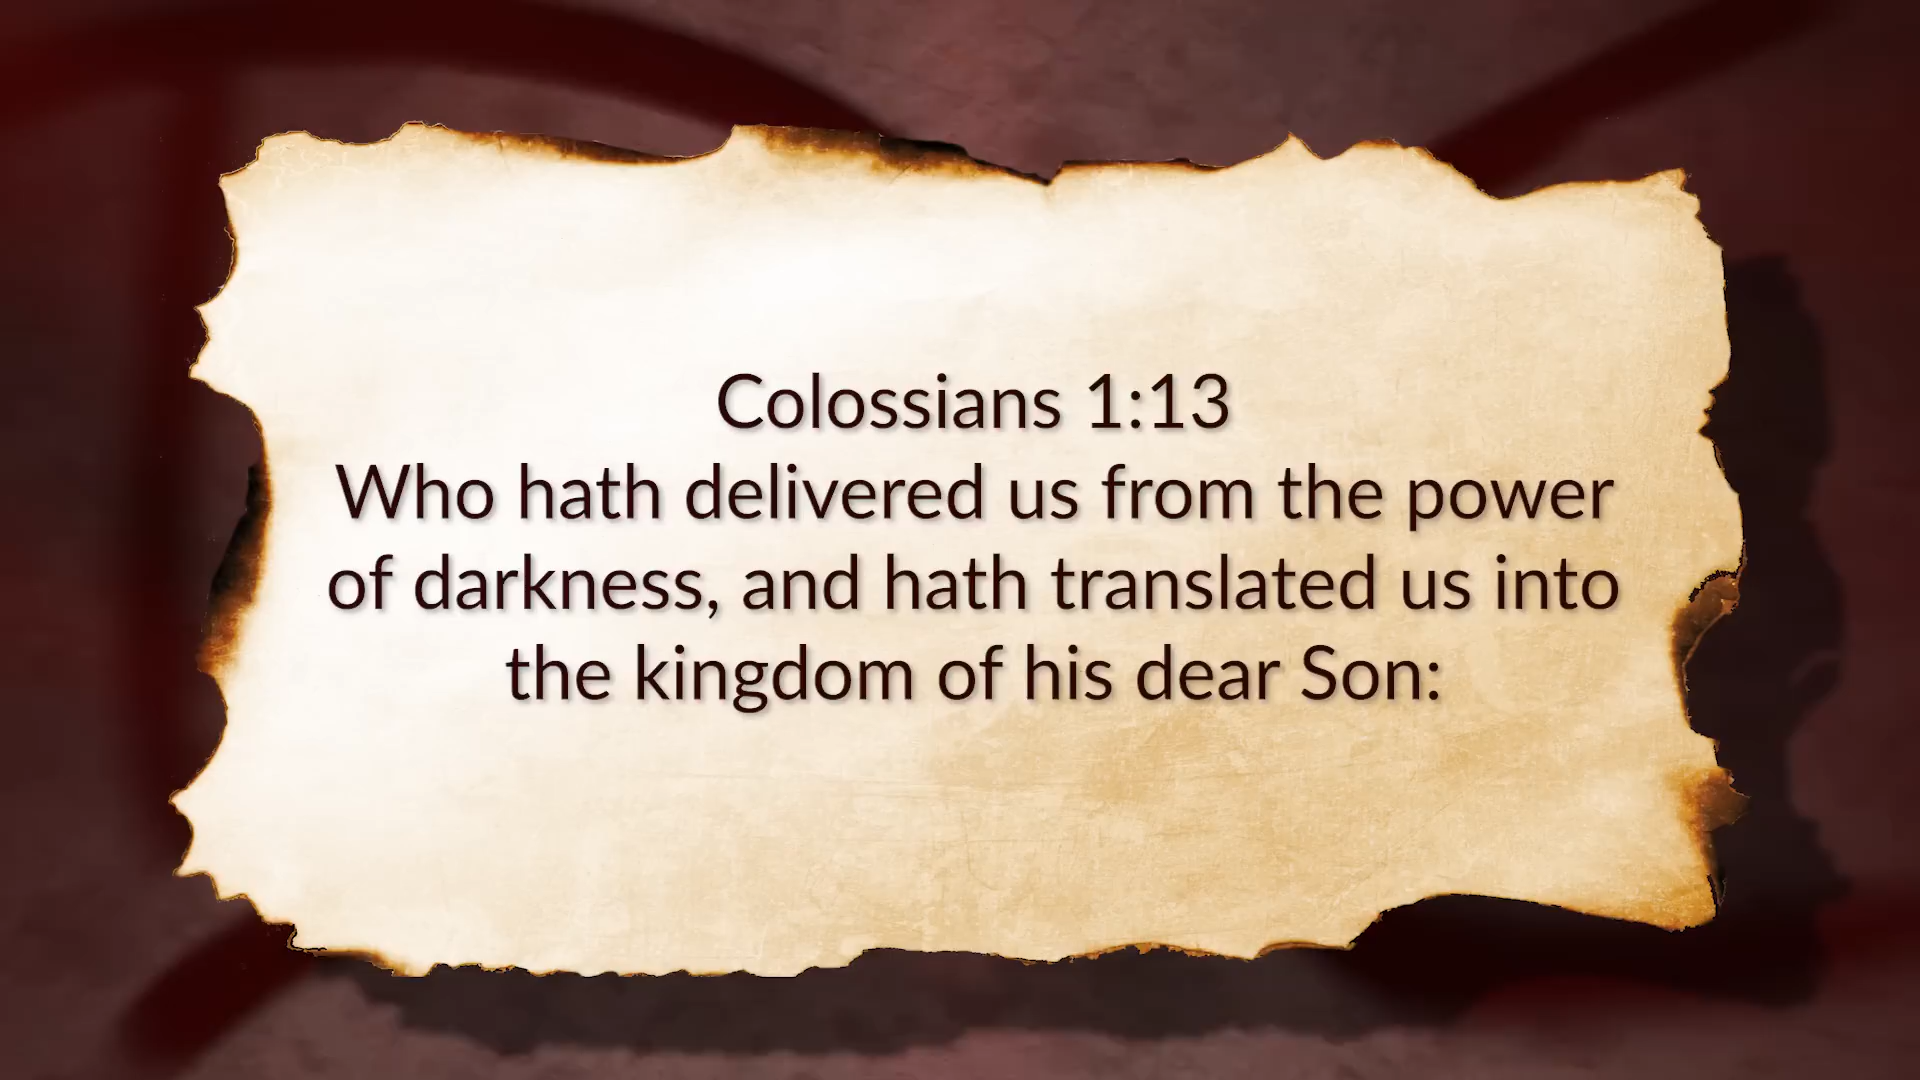 Colossians 1:13
Who hath delivered us from the power
of darkness, and hath translated us into
the kingdom of his dear Son: